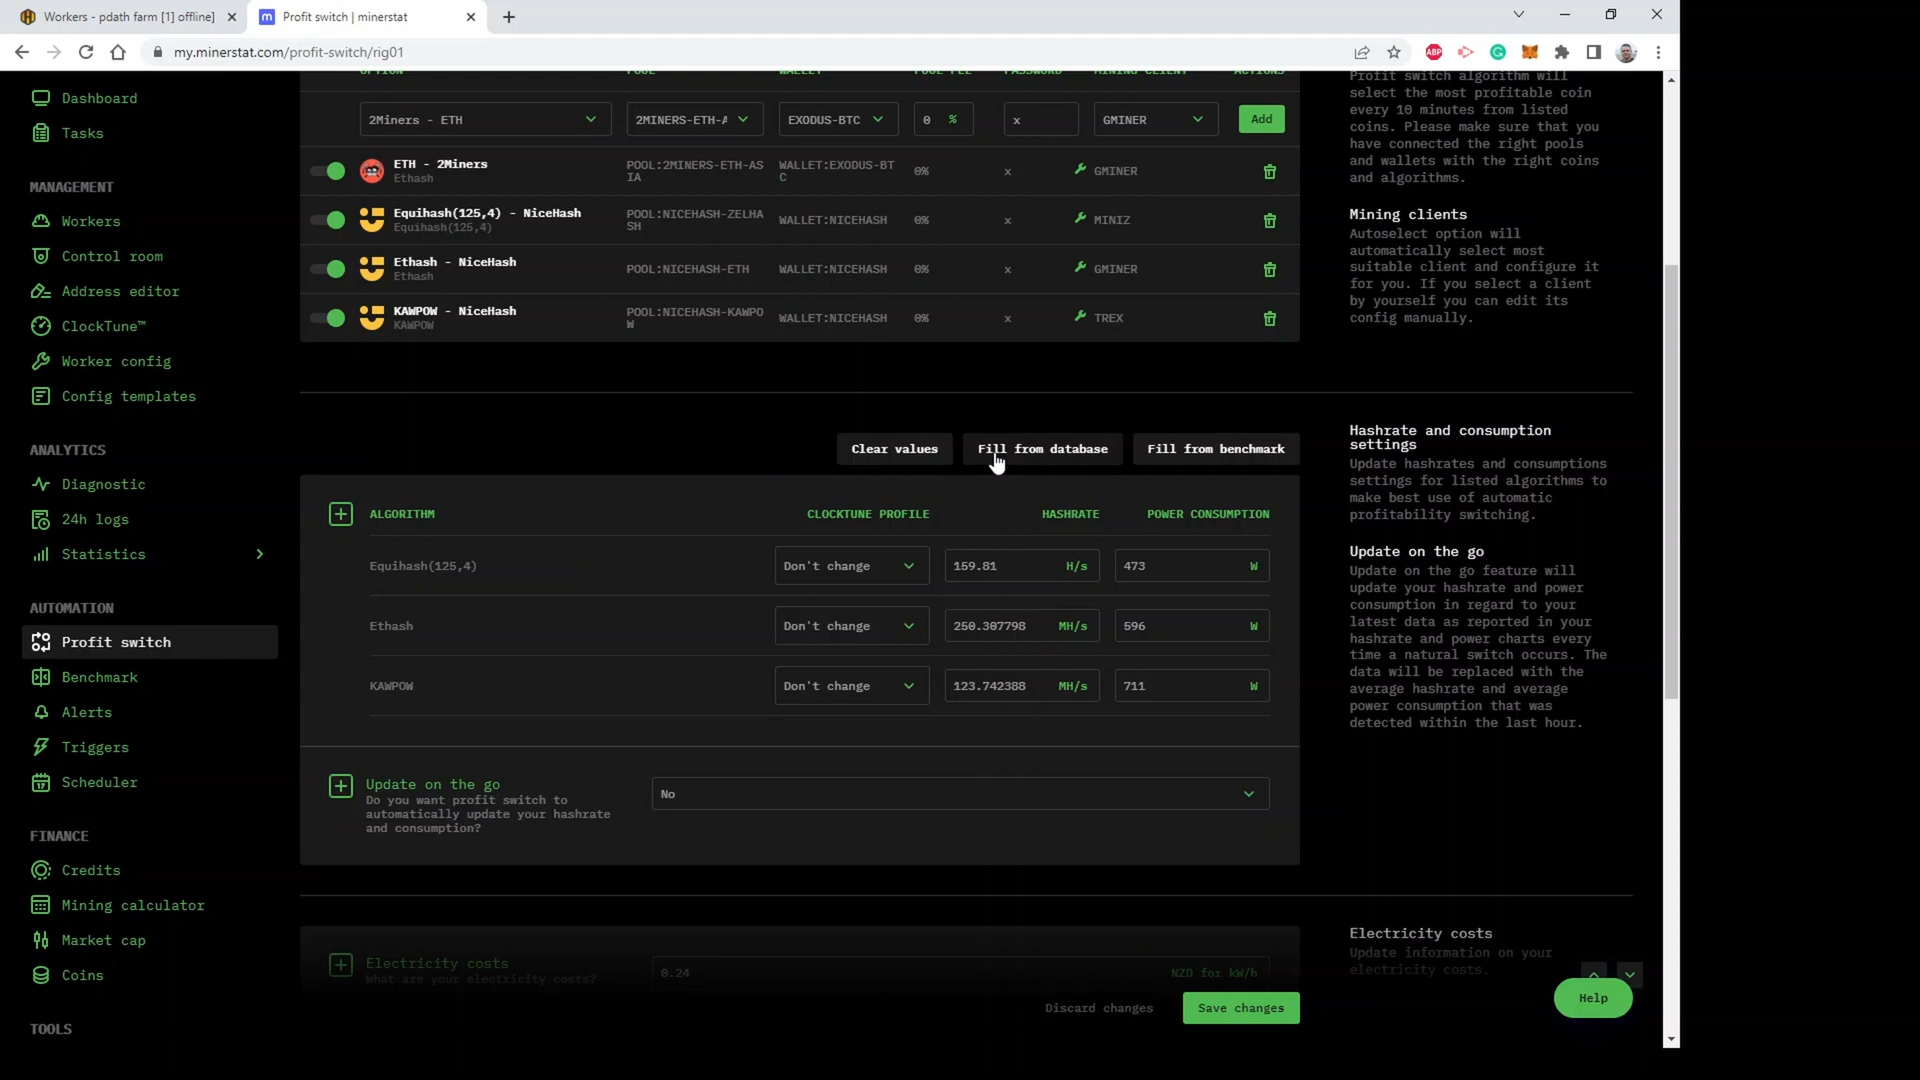 Workers - pdath farm [1] offline]
Profit switch | minerstat
my.minerstat.com/profit-switch/rig01
OPTION POOL WALLET POOL FEE PASSWORD MINING CLIENT ACTIONS
Dashboard
Tasks
MANAGEMENT
Workers
Control room
Address editor
ClockTune™
Worker config
Config templates
ANALYTICS
Diagnostic
24h logs
Statistics
AUTOMATION
Profit switch
Benchmark
Alerts
Triggers
Scheduler
FINANCE
Credits
Mining calculator
Market cap
Coins
TOOLS
2Miners - ETH 2MINERS-ETH-A EXODUS-BTC 0 % x GMINER Add
ETH - 2Miners
Ethash
POOL:2MINERS-ETH-AS
IA
WALLET:EXODUS-BT
C
0% x GMINER
Equihash(125,4) - NiceHash
Equihash(125,4)
POOL:NICEHASH-ZELHA
SH
WALLET:NICEHASH 0% x MINIZ
Ethash - NiceHash
Ethash
POOL:NICEHASH-ETH WALLET:NICEHASH 0% x GMINER
KAWPOW - NiceHash
KAWPOW
POOL:NICEHASH-KAWPO
W
WALLET:NICEHASH 0% x TREX
Clear values Fill from database Fill from benchmark
ALGORITHM CLOCKTUNE PROFILE HASHRATE POWER CONSUMPTION
Equihash(125,4) Don't change 159.81 H/s 473 W
Ethash Don't change 250.307798 MH/s 596 W
KAWPOW Don't change 123.742388 MH/s 711 W
Update on the go
Do you want profit switch to
automatically update your hashrate
and consumption?
No
Electricity costs
What are your electricity costs?
0.24 NZD for kW/h
Discard changes Save changes
Profit switch algorithm will
select the most profitable coin
every 10 minutes from listed
coins. Please make sure that you
have connected the right pools
and wallets with the right coins
and algorithms.
Mining clients
Autoselect option will
automatically select most
suitable client and configure it
for you. If you select a client
by yourself you can edit its
config manually.
Hashrate and consumption
settings
Update hashrates and consumptions
settings for listed algorithms to
make best use of automatic
profitability switching.
Update on the go
Update on the go feature will
update your hashrate and power
consumption in regard to your
latest data as reported in your
hashrate and power charts every
time a natural switch occurs. The
data will be replaced with the
average hashrate and average
power consumption that was
detected within the last hour.
Electricity costs
Update information on your
electricity costs.
Help